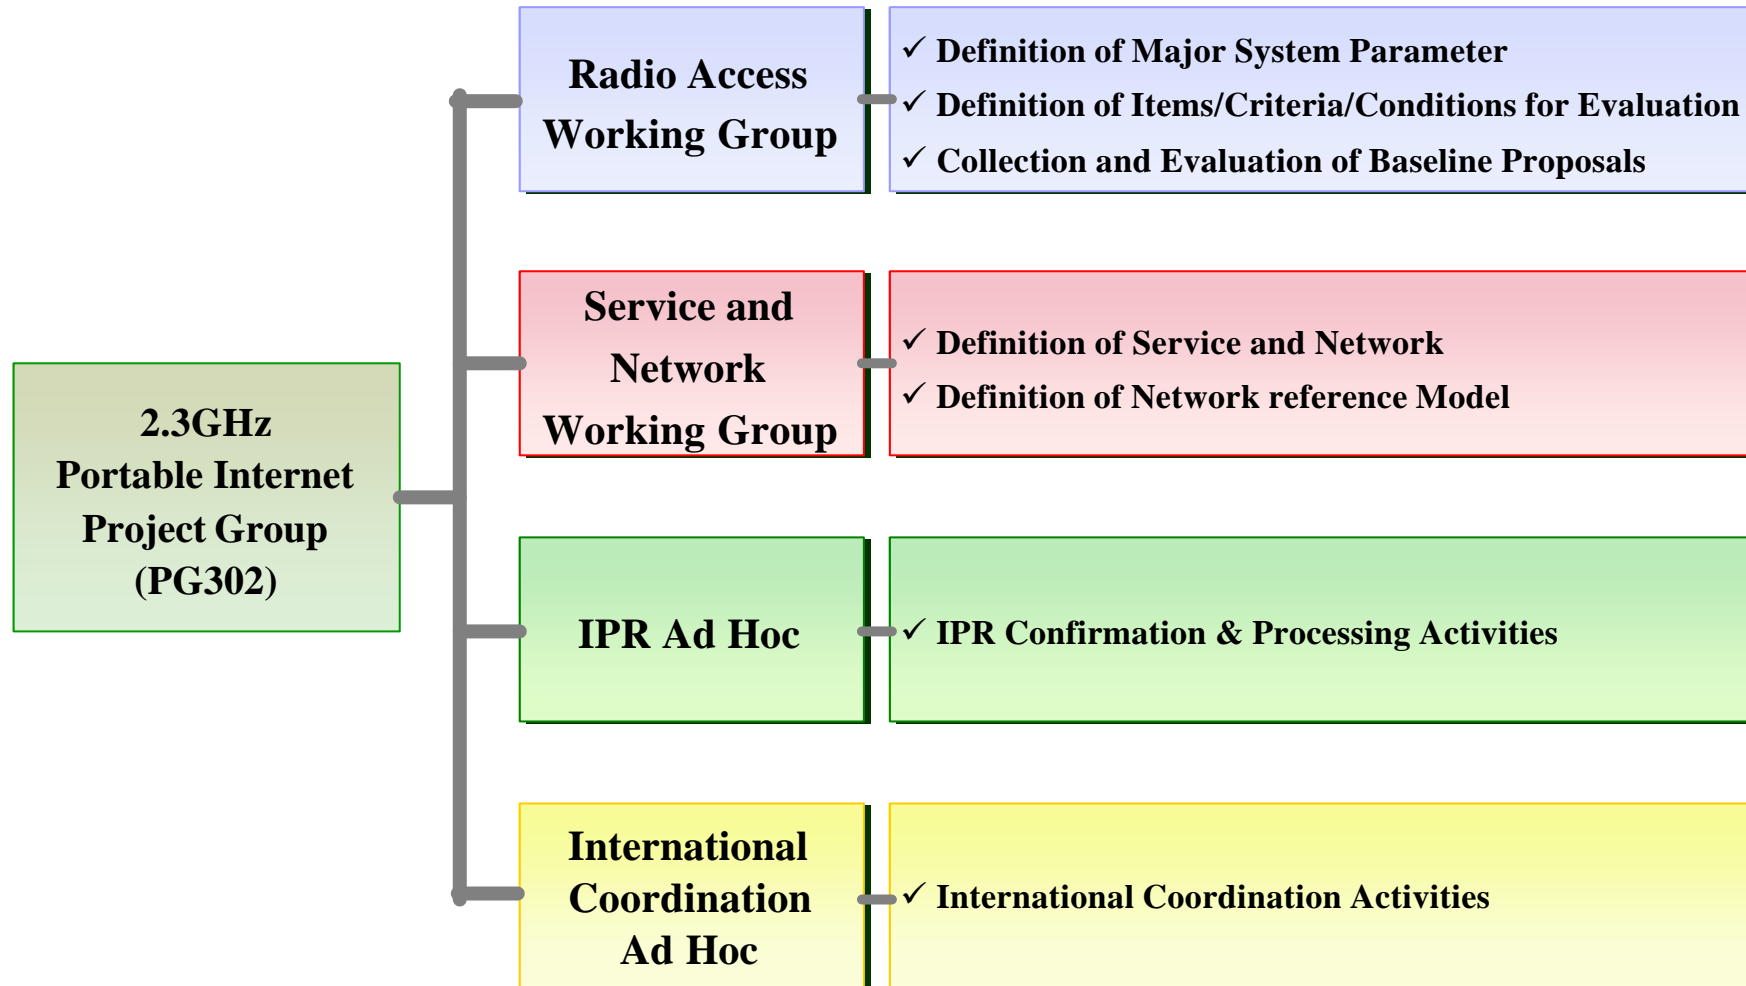 2.3GHz
Portable Internet
Project Group
(PG302)
Radio Access
Working Group
✓ Definition of Major System Parameter
✓ Definition of Items/Criteria/Conditions for Evaluation
✓ Collection and Evaluation of Baseline Proposals
Service and
Network
Working Group
✓ Definition of Service and Network
✓ Definition of Network reference Model
IPR Ad Hoc
✓ IPR Confirmation & Processing Activities
International
Coordination
Ad Hoc
✓ International Coordination Activities